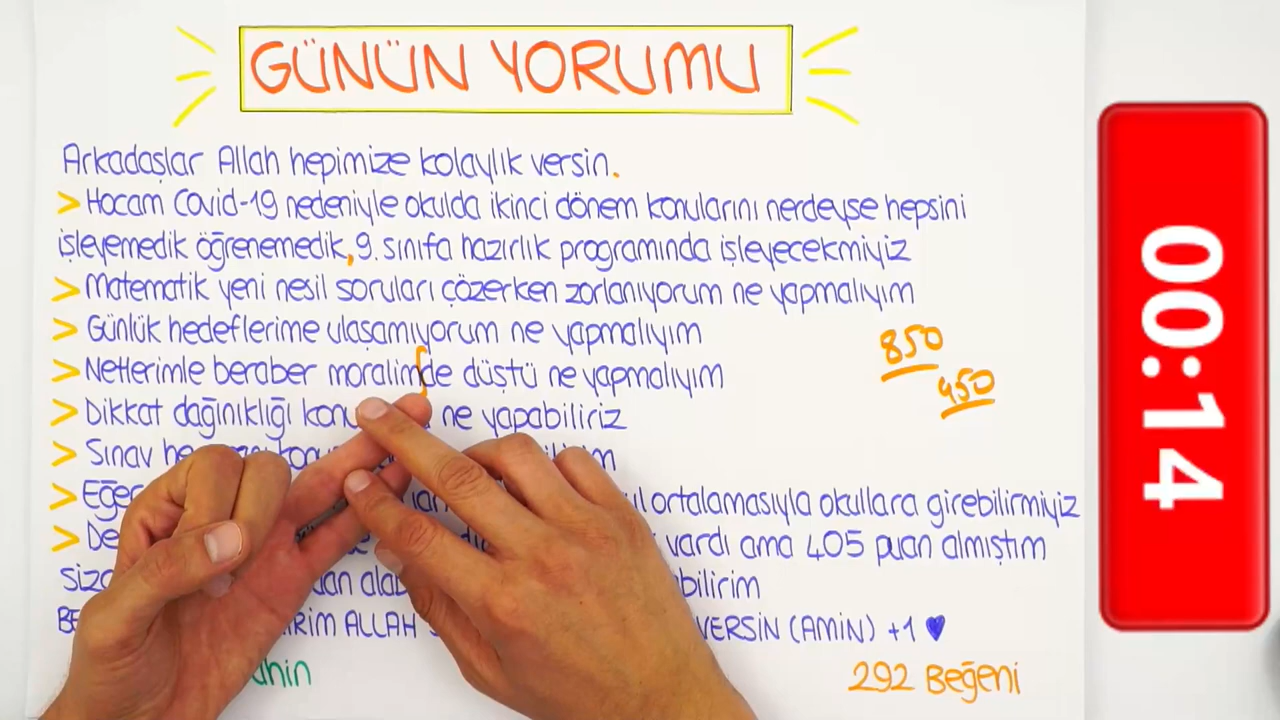 GÜNÜN YORUMU
Arkadaşlar Allah hepimize kolaylık versin.
> Hocam Covid-19 nedeniyle okulda ikinci dönem konularını nerdeyse hepsini
işleyemedik öğrenemedik, 9. sınıfa hazırlık programında işleyecekmiyiz
> Matematik yeni nesil soruları çözerken zorlanıyorum ne yapmalıyım
> Günlük hedeflerime ulaşamıyorum ne yapmalıyım
850
> Netlerimle beraber moralimde düştü ne yapmalıyım
450
> Dikkat dağınıklığı ne yapabiliriz
> Sınav
> Eğer ortalamasıyla okullara girebilirmiyiz
> vardı ama 405 puan almıştım
ALLAH VERSİN (AMİN) +1 ♥
292 Beğeni
00:14